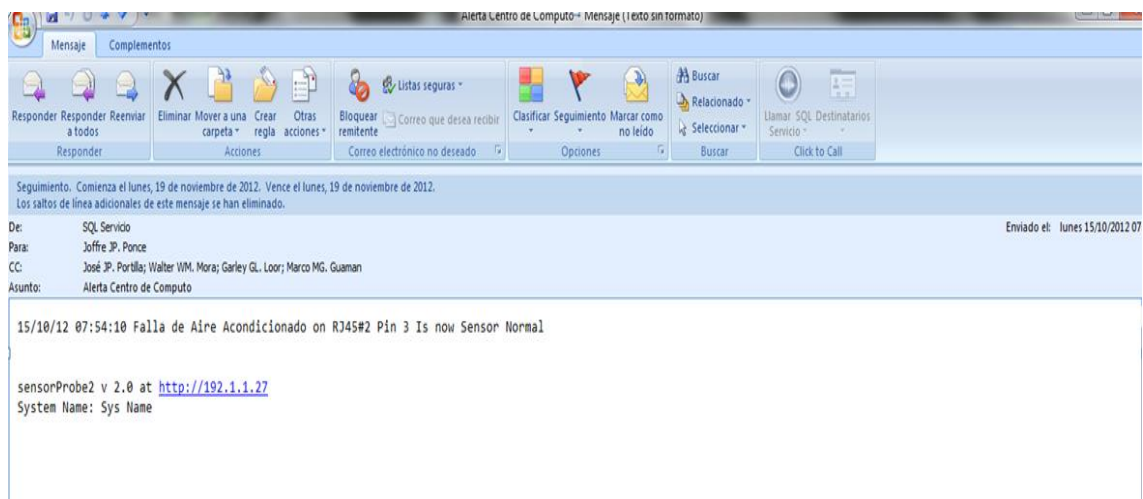 Alerta Centro de Computo - Mensaje (Texto sin formato)
Mensaje Complementos
Responder Responder a todos Reenviar
Eliminar Mover a una carpeta Crear regla Otras acciones
Bloquear remitente Listas seguras Correo que desea recibir
Clasificar Seguimiento Marcar como no leído
Buscar
Relacionado
Seleccionar
Llamar SQL Servicio Destinatarios
Responder Acciones Correo electrónico no deseado Opciones Buscar Click to Call
Seguimiento. Comienza el lunes, 19 de noviembre de 2012. Vence el lunes, 19 de noviembre de 2012.
Los saltos de línea adicionales de este mensaje se han eliminado.
De: SQL Servicio Enviado el: lunes 15/10/2012 07
Para: Joffre JP. Ponce
CC: José JP. Portilla; Walter WM. Mora; Garley GL. Loor; Marco MG. Guaman
Asunto: Alerta Centro de Computo
15/10/12 07:54:10 Falla de Aire Acondicionado on RJ45#2 Pin 3 Is now Sensor Normal
sensorProbe2 v 2.0 at http://192.1.1.27
System Name: Sys Name